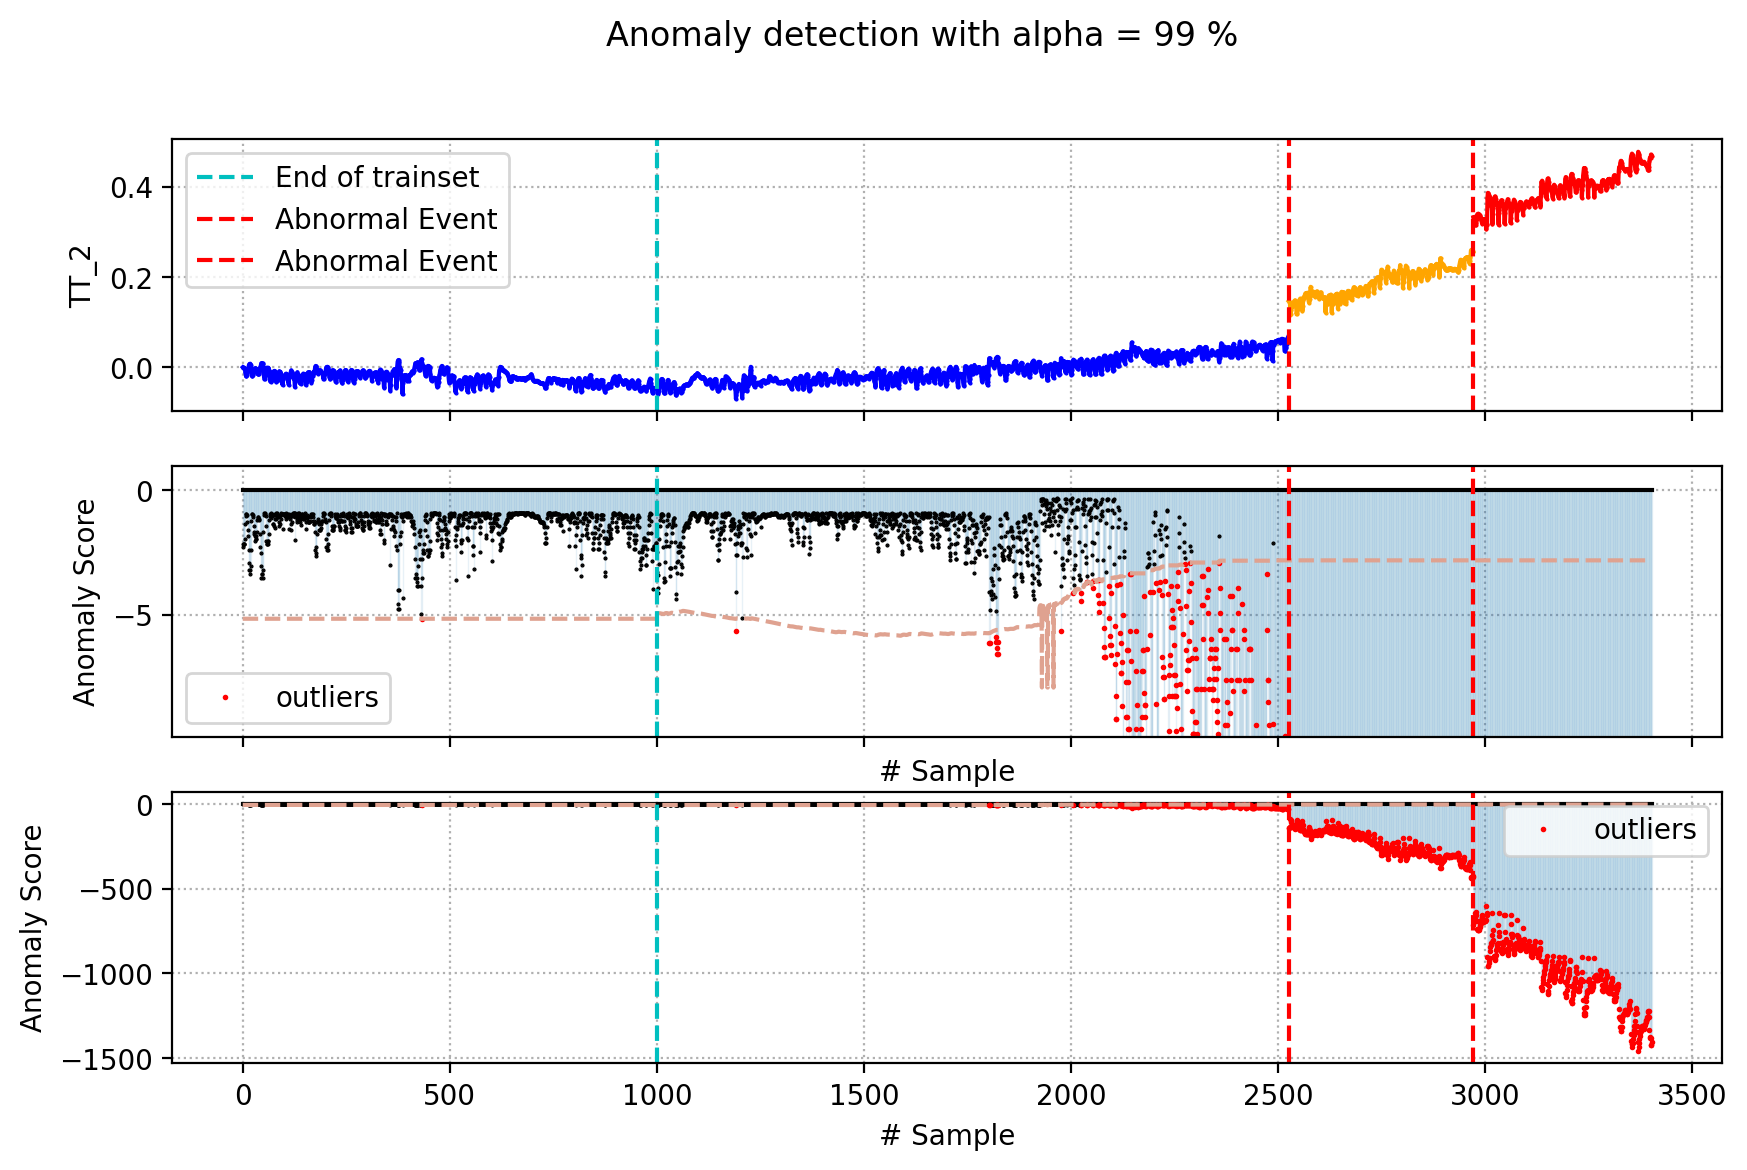 Anomaly detection with alpha = 99 %
End of trainset
Abnormal Event
Abnormal Event
TT_2
0.4
0.2
0.0
Anomaly Score
0
−5
outliers
# Sample
Anomaly Score
0
−500
−1000
−1500
outliers
0 500 1000 1500 2000 2500 3000 3500
# Sample